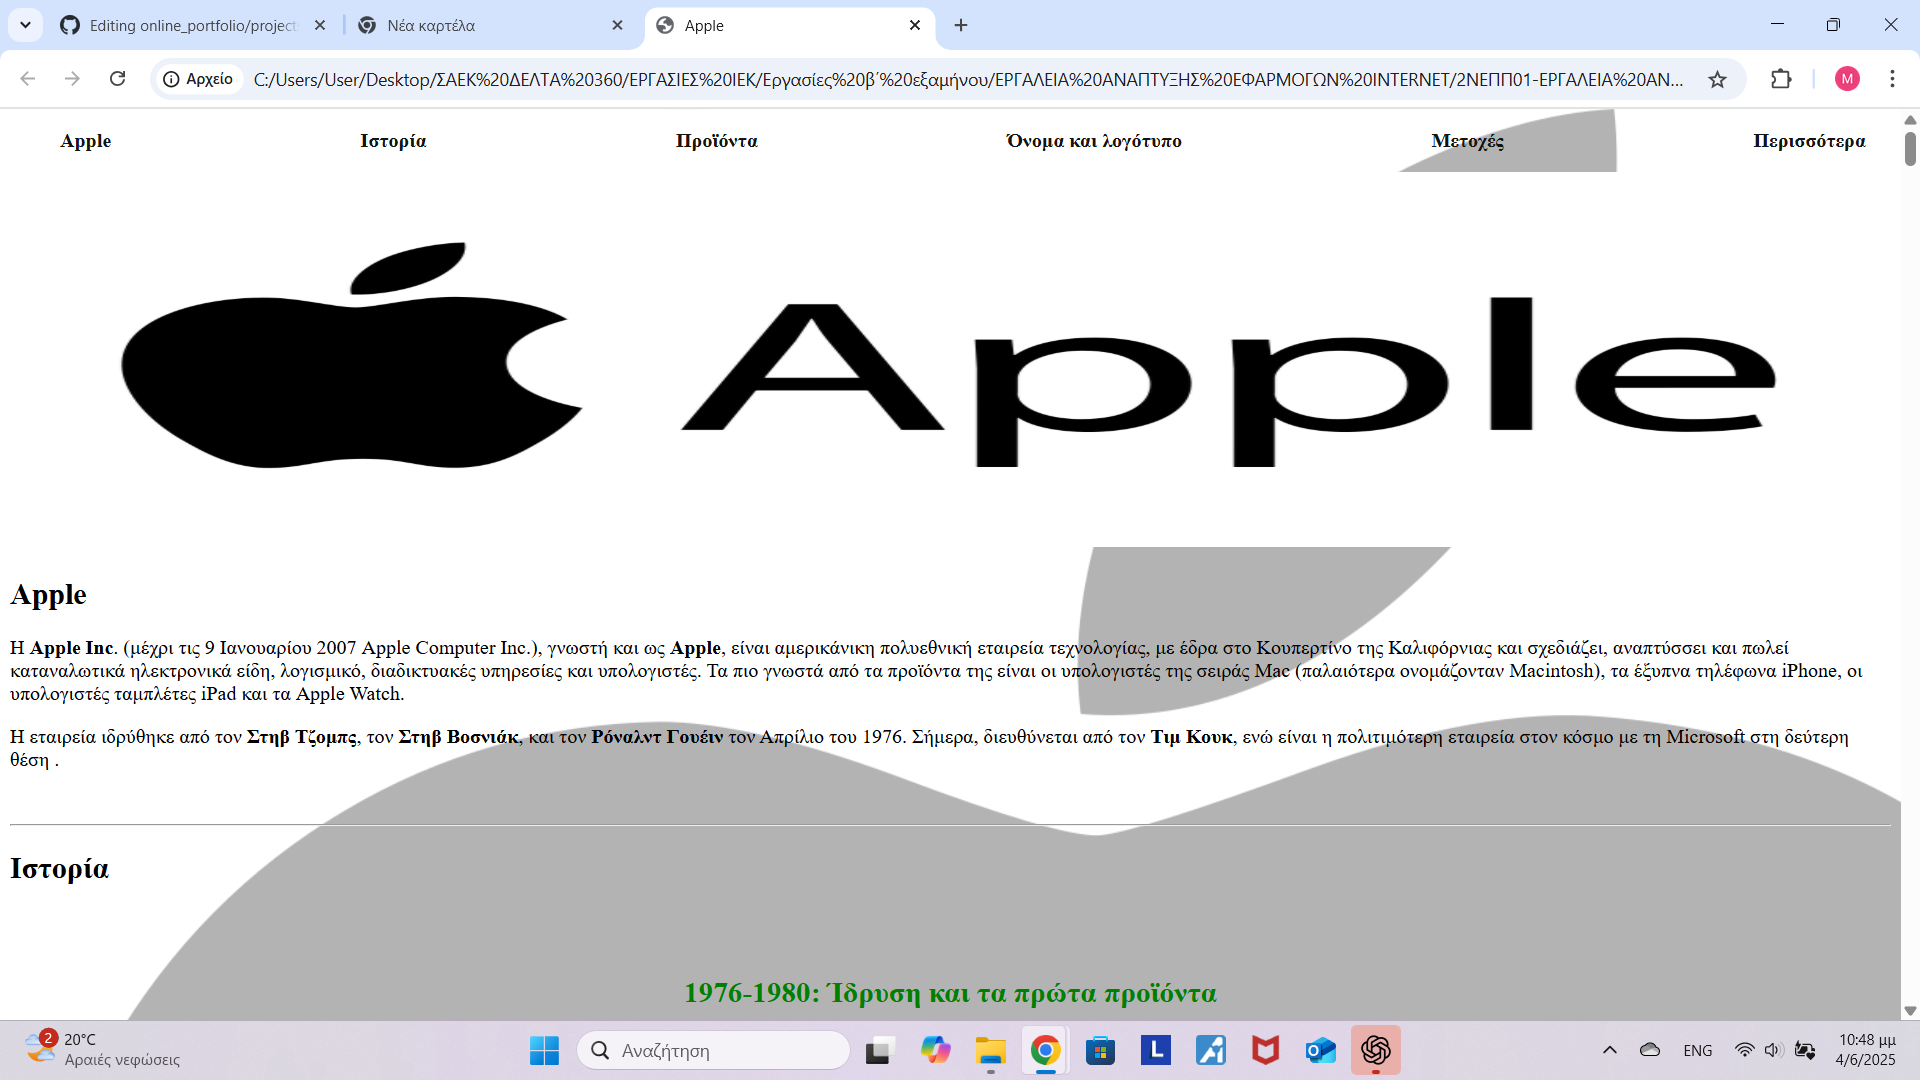 Editing online_portfolio/project
Νέα καρτέλα
Apple
Αρχείο
C:/Users/User/Desktop/ΣΑΕΚ%20ΔΕΛΤΑ%20360/ΕΡΓΑΣΙΕΣ%20ΙΕΚ/Εργασίες%20β΄%20εξαμήνου/ΕΡΓΑΛΕΙΑ%20ΑΝΑΠΤΥΞΗΣ%20ΕΦΑΡΜΟΓΩΝ%20INTERNET/2ΝΕΠΠ01-ΕΡΓΑΛΕΙΑ%20ΑΝ...
M
Apple
Ιστορία
Προϊόντα
Όνομα και λογότυπο
Μετοχές
Περισσότερα
Apple
Apple
Η Apple Inc. (μέχρι τις 9 Ιανουαρίου 2007 Apple Computer Inc.), γνωστή και ως Apple, είναι αμερικάνικη πολυεθνική εταιρεία τεχνολογίας, με έδρα στο Κουπερτίνο της Καλιφόρνιας και σχεδιάζει, αναπτύσσει και πωλεί
καταναλωτικά ηλεκτρονικά είδη, λογισμικό, διαδικτυακές υπηρεσίες και υπολογιστές. Τα πιο γνωστά από τα προϊόντα της είναι οι υπολογιστές της σειράς Mac (παλαιότερα ονομάζονταν Macintosh), τα έξυπνα τηλέφωνα iPhone, οι
υπολογιστές ταμπλέτες iPad και τα Apple Watch.
Η εταιρεία ιδρύθηκε από τον Στηβ Τζομπς, τον Στηβ Βοσνιάκ, και τον Ρόναλντ Γουέιν τον Απρίλιο του 1976. Σήμερα, διευθύνεται από τον Τιμ Κουκ, ενώ είναι η πολιτιμότερη εταιρεία στον κόσμο με τη Microsoft στη δεύτερη
θέση .
Ιστορία
1976-1980: Ίδρυση και τα πρώτα προϊόντα
2
20°C
Αραιές νεφώσεις
Αναζήτηση
L
ENG
10:48 μμ
4/6/2025